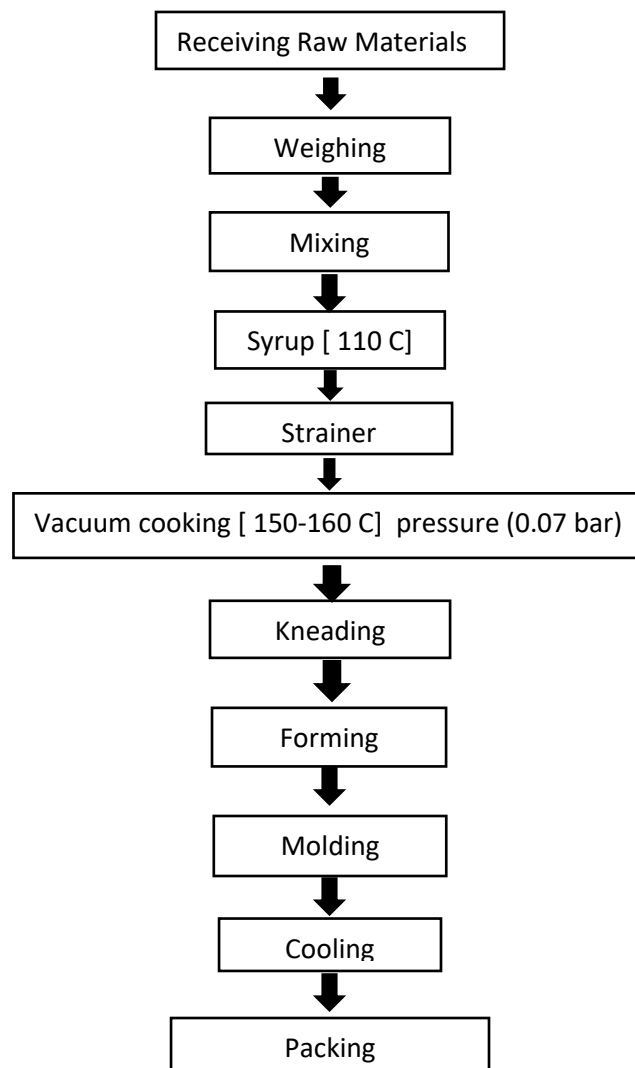 Receiving Raw Materials
Weighing
Mixing
Syrup [ 110 C]
Strainer
Vacuum cooking [ 150-160 C]  pressure (0.07 bar)
Kneading
Forming
Molding
Cooling
Packing